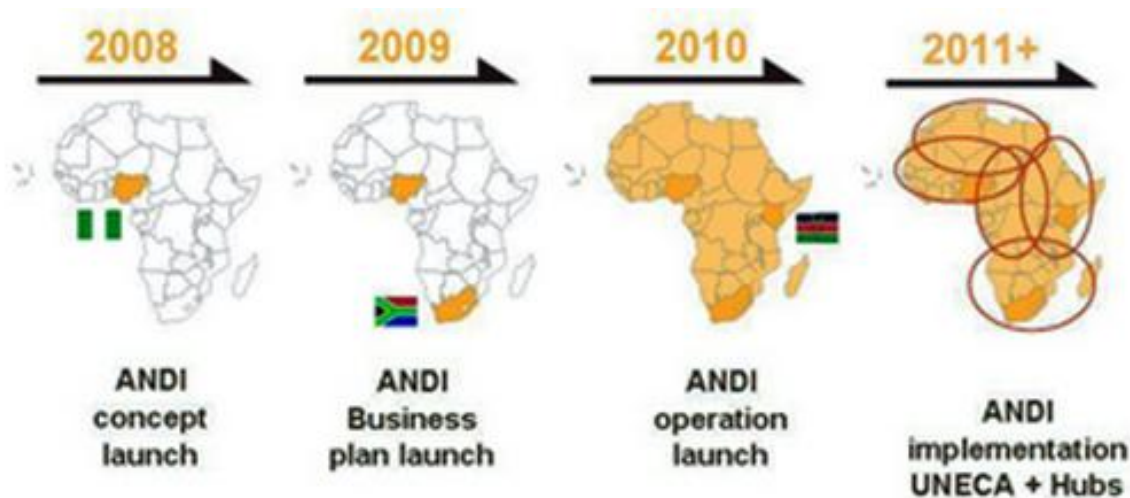 2008
2009
2010
2011+
ANDI
concept
launch
ANDI
Business
plan launch
ANDI
operation
launch
ANDI
implementation
UNECA + Hubs